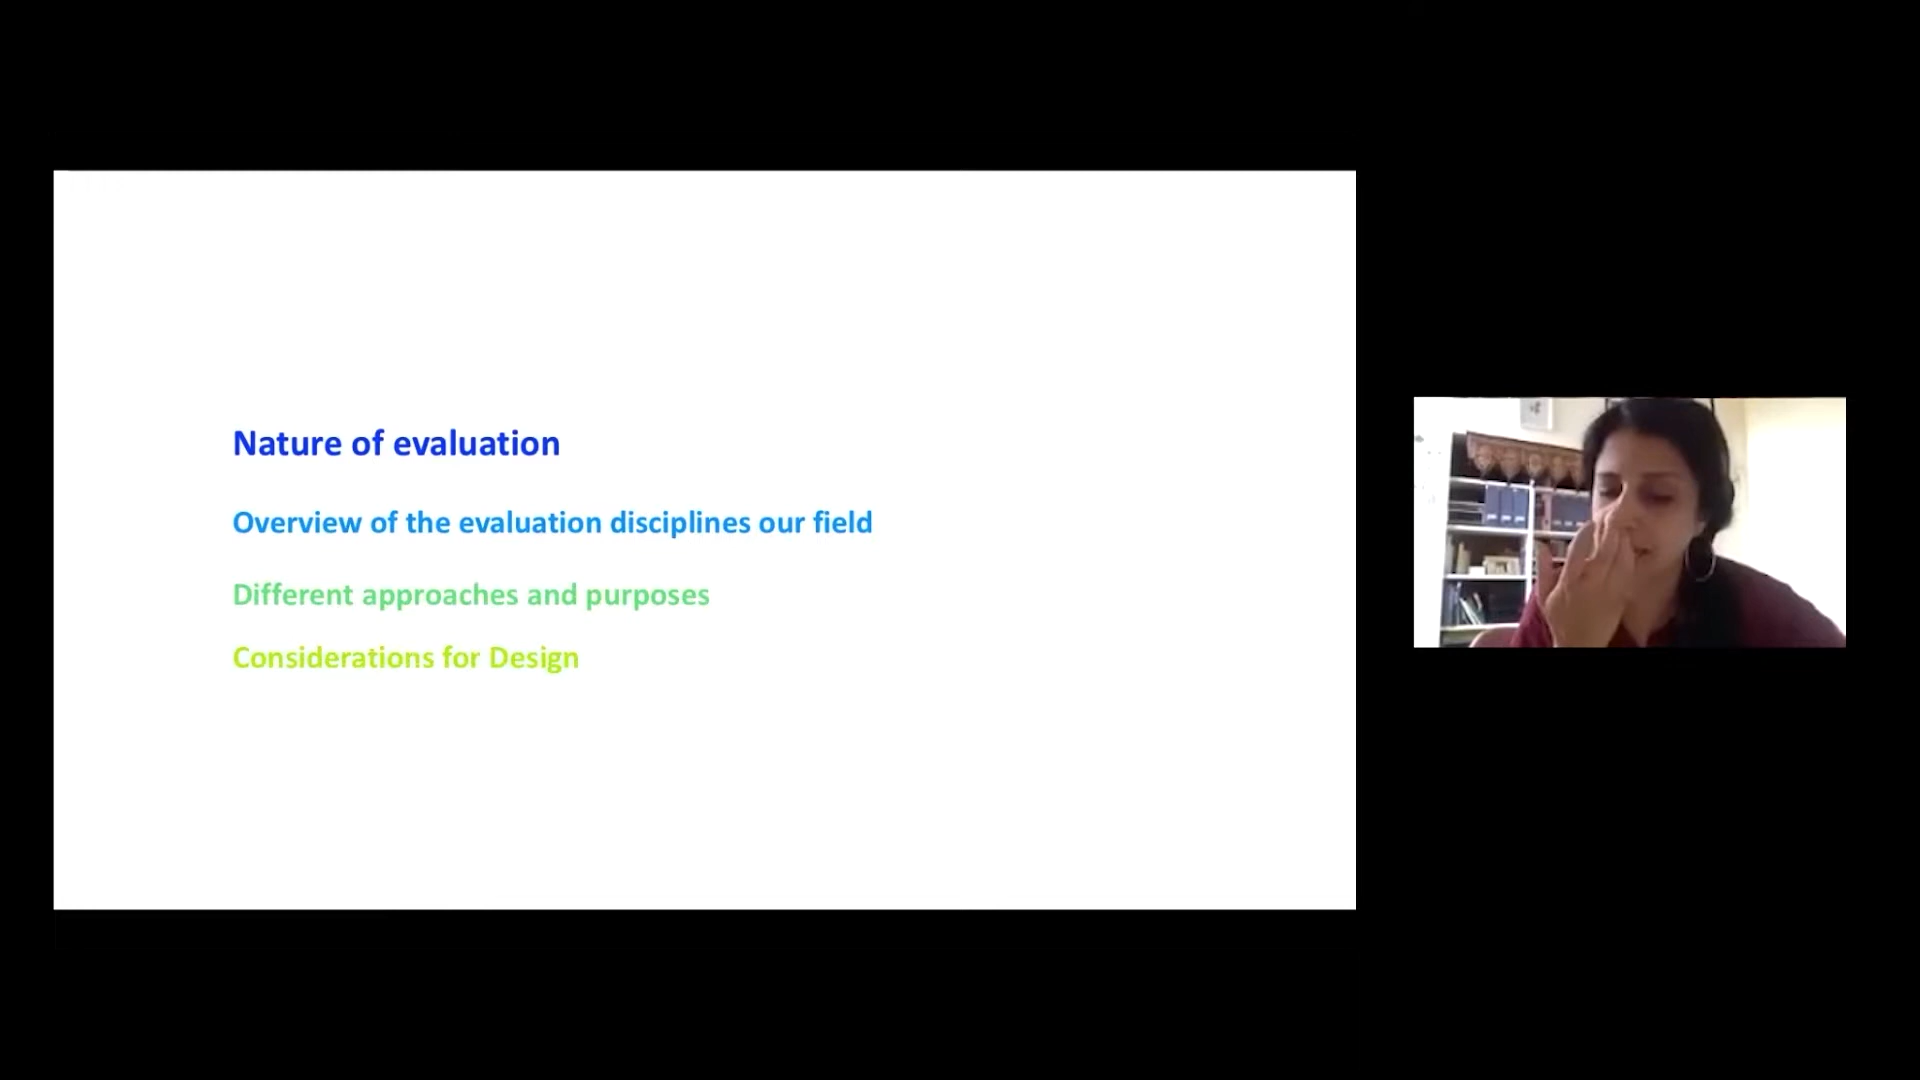 Nature of evaluation
Overview of the evaluation disciplines our field
Different approaches and purposes
Considerations for Design